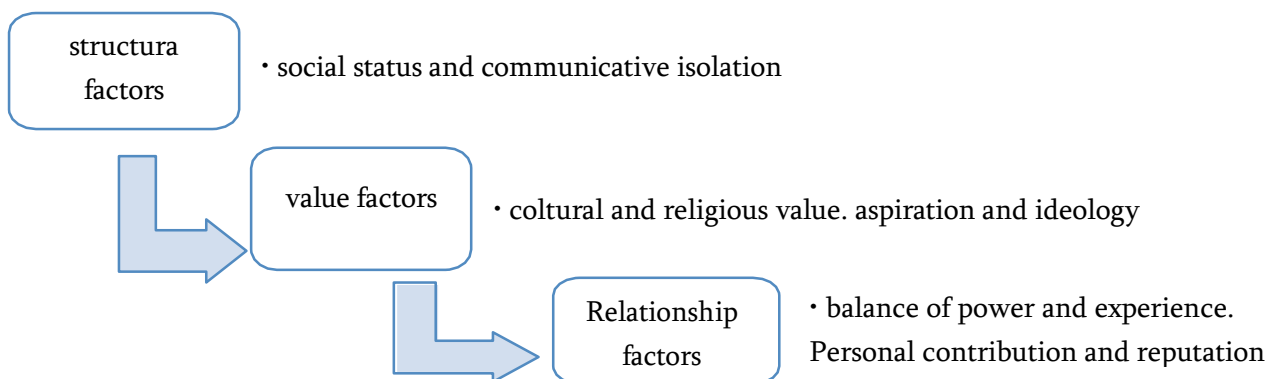 structura
factors
· social status and communicative isolation
value factors
· coltural and religious value. aspiration and ideology
Relationship
factors
· balance of power and experience.
Personal contribution and reputation